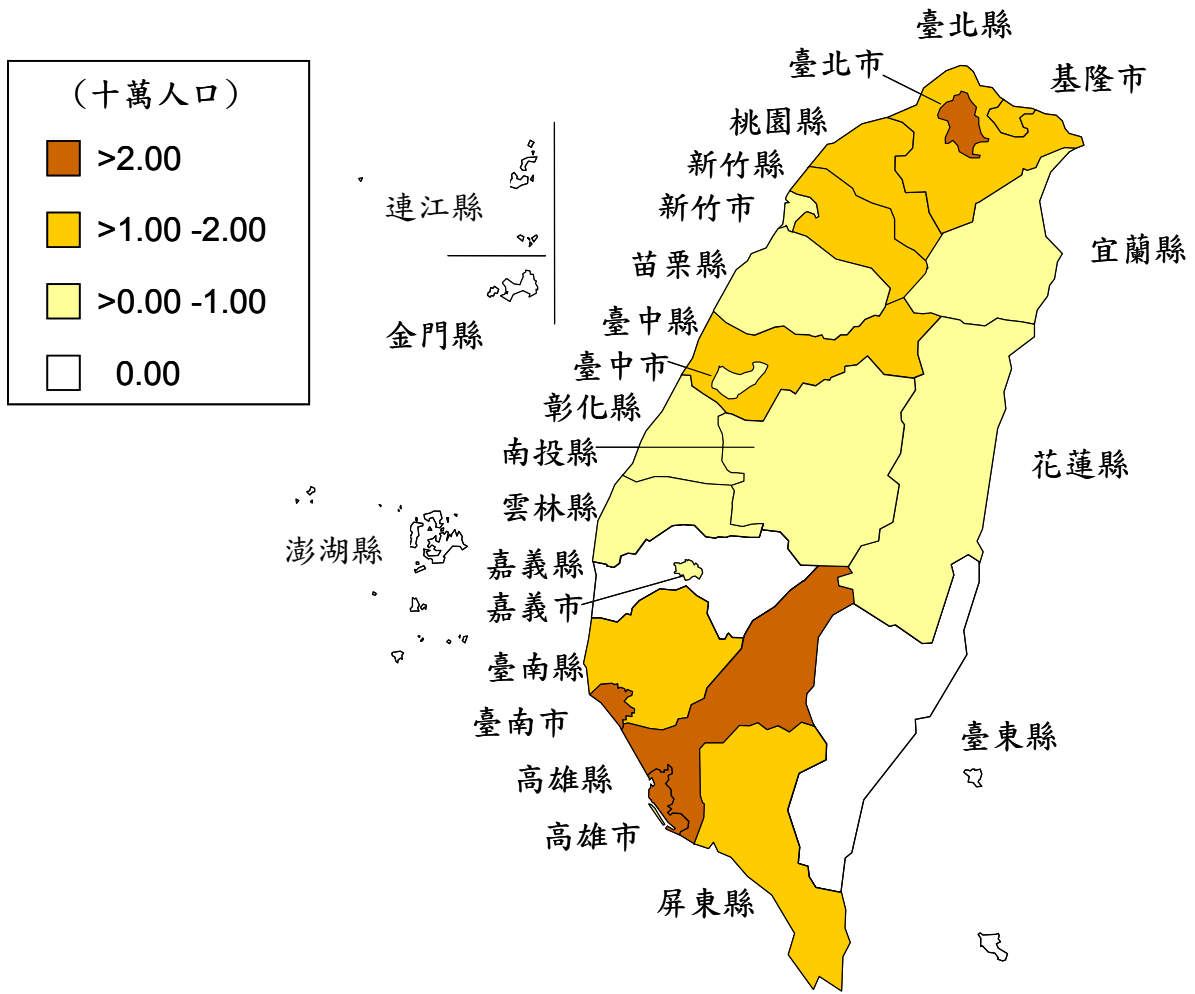 (十萬人口)
>2.00
>1.00 -2.00
>0.00 -1.00
0.00
臺北縣
臺北市
基隆市
桃園縣
新竹縣
新竹市
連江縣
苗栗縣
宜蘭縣
金門縣
臺中縣
臺中市
彰化縣
南投縣
花蓮縣
雲林縣
澎湖縣
嘉義縣
嘉義市
臺南縣
臺南市
臺東縣
高雄縣
高雄市
屏東縣